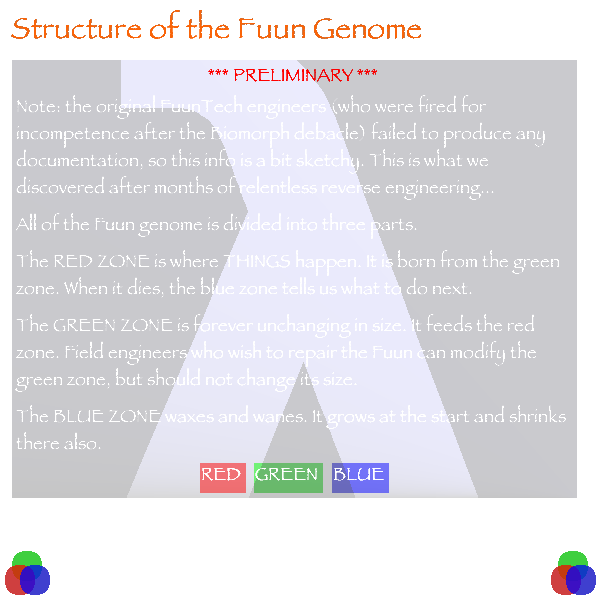 Structure of the Fuun Genome
*** PRELIMINARY ***
Note: the original FuunTech engineers (who were fired for
incompetence after the Biomorph debacle) failed to produce any
documentation, so this info is a bit sketchy. This is what we
discovered after months of relentless reverse engineering...
All of the Fuun genome is divided into three parts.
The RED ZONE is where THINGS happen. It is born from the green
zone. When it dies, the blue zone tells us what to do next.
The GREEN ZONE is forever unchanging in size. It feeds the red
zone. Field engineers who wish to repair the Fuun can modify the
green zone, but should not change its size.
The BLUE ZONE waxes and wanes. It grows at the start and shrinks
there also.
RED GREEN BLUE